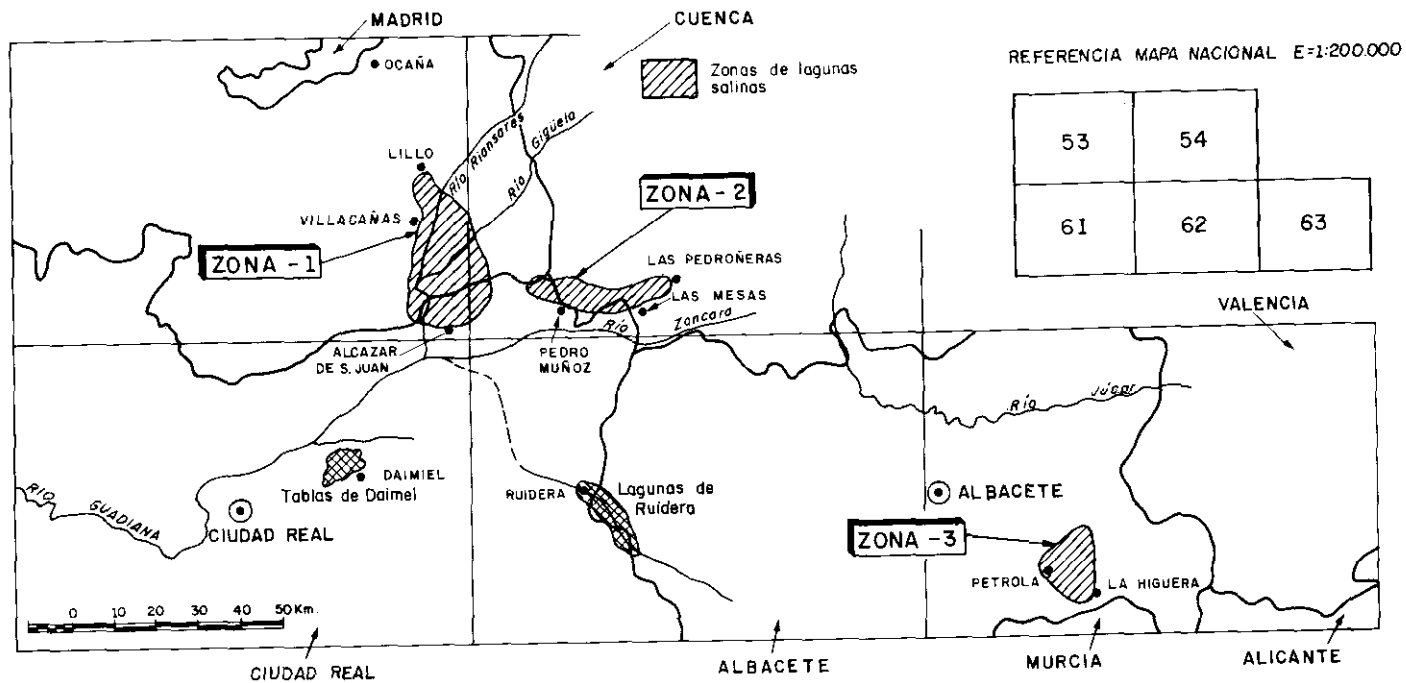 MADRID
CUENCA
REFERENCIA MAPA NACIONAL E=1:200.000
OCAÑA
Zonas de lagunas
salinas
53 54
61 62 63
Río Riansares
Río Gigüela
LILLO
ZONA-2
VILLACAÑAS
ZONA-1
LAS PEDROÑERAS
LAS MESAS
Río Zancara
VALENCIA
ALCAZAR
DE S. JUAN
PEDRO
MUÑOZ
Río Júcar
DAIMIEL
Tablas de Daimel
RUIDERA
Lagunas de
Ruidera
ALBACETE
RIO GUADIANA
CIUDAD REAL
ZONA-3
PETROLA
LA HIGUERA
0 10 20 30 40 50 Km.
CIUDAD REAL
ALBACETE
MURCIA
ALICANTE